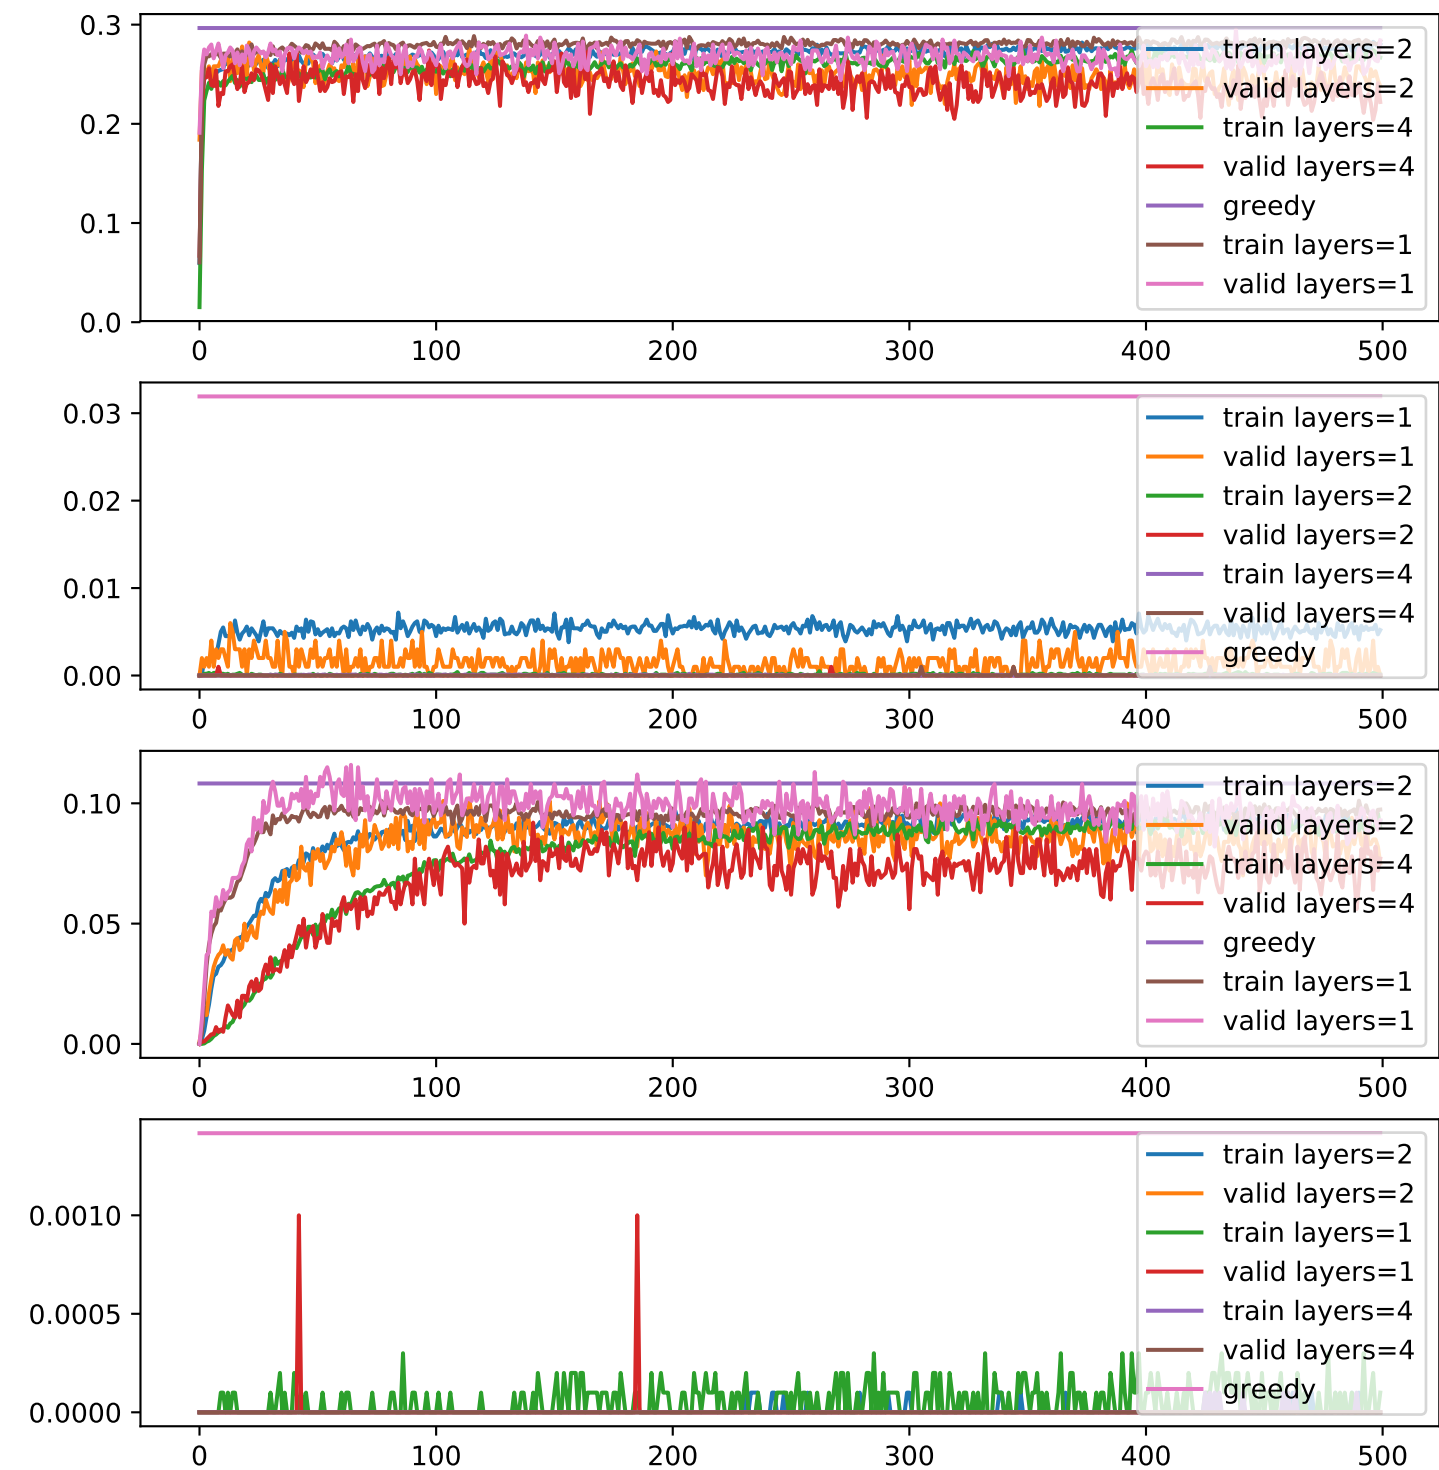 0.3
0.2
0.1
0.0
train layers=2
valid layers=2
train layers=4
valid layers=4
greedy
train layers=1
valid layers=1
0 100 200 300 400 500
0.03
0.02
0.01
0.00
train layers=1
valid layers=1
train layers=2
valid layers=2
train layers=4
valid layers=4
greedy
0 100 200 300 400 500
0.10
0.05
0.00
train layers=2
valid layers=2
train layers=4
valid layers=4
greedy
train layers=1
valid layers=1
0 100 200 300 400 500
0.0010
0.0005
0.0000
train layers=2
valid layers=2
train layers=1
valid layers=1
train layers=4
valid layers=4
greedy
0 100 200 300 400 500